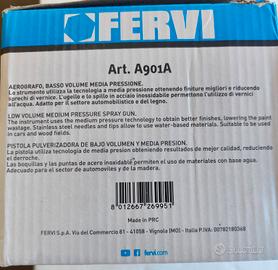 FERVI
Art. A901A
AEROGRAFO, BASSO VOLUME MEDIA PRESSIONE.
Lo strumento utilizza la tecnologia a media pressione ottenendo finiture migliori e riducendo
sprechi di vernice. L'ugello e lo spillo in acciaio inossidabile permettono l'utilizzo di vernici
all'acqua. Adatto per il settore automobilistico e del legno.
LOW VOLUME MEDIUM PRESSURE SPRAY GUN.
The instrument uses the medium pressure technology to obtain better finishes, lowering the paint
wastage. Stainless steel needles and tips allow to use water-based materials. Suitable to be used in
cars and wood fields.
PISTOLA PULVERIZADORA DE BAJO VOLUMEN Y MEDIA PRESION.
La pistola utiliza tecnología de media presion obteniendo resultados de mejor calidad, reduciendo
el derroche.
Las boquillas y las puntas de acero inoxidable permiten el uso de materiales con base agua.
Adecuado para el sector de automoviles y de la madera.
8 012667 269951
Made in PRC
FERVI S.p.A. Via del Commercio 81 - 41058 - Vignola (MO) - Italia P.IVA: 00782180368
fervi.com
subito